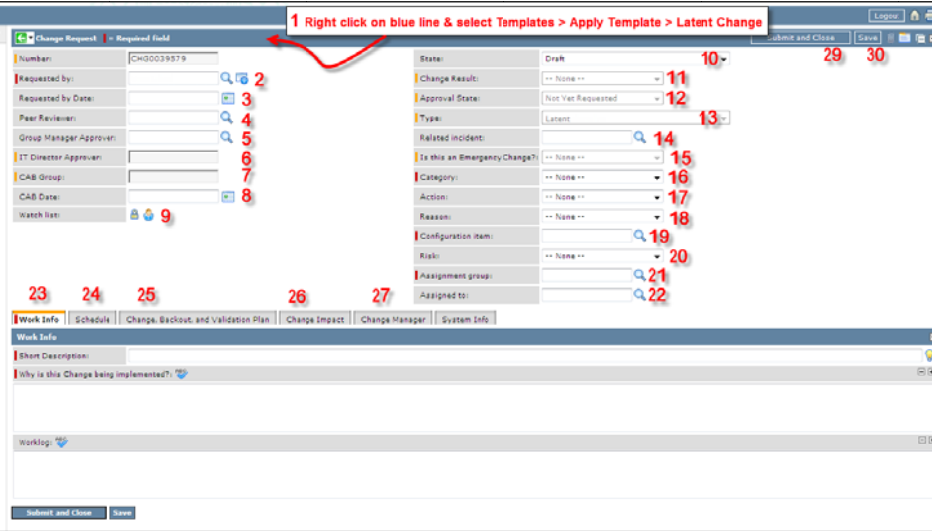 1 Right click on blue line & select Templates > Apply Template > Latent Change
Logout
Change Request = Required field
Submit and Close Save
29 30
Number: CHG0039579
State: Draft 10
Requested by: 2
Change Result: -- None -- 11
Requested by Date: 3
Approval State: Not Yet Requested 12
Peer Reviewer: 4
Type: Latent 13
Group Manager Approver: 5
Related incident: 14
IT Director Approver: 6
Is this an Emergency Change?: -- None -- 15
CAB Group: 7
Category: -- None -- 16
CAB Date: 8
Action: -- None -- 17
Watch list: 9
Reason: -- None -- 18
Configuration item: 19
Risk: -- None -- 20
Assignment group: 21
Assigned to: 22
23 24 25 26 27
Work Info Schedule Change, Backout, and Validation Plan Change Impact Change Manager System Info
Work Info
Short Description:
Why is this Change being implemented?:
Worklog:
Submit and Close Save